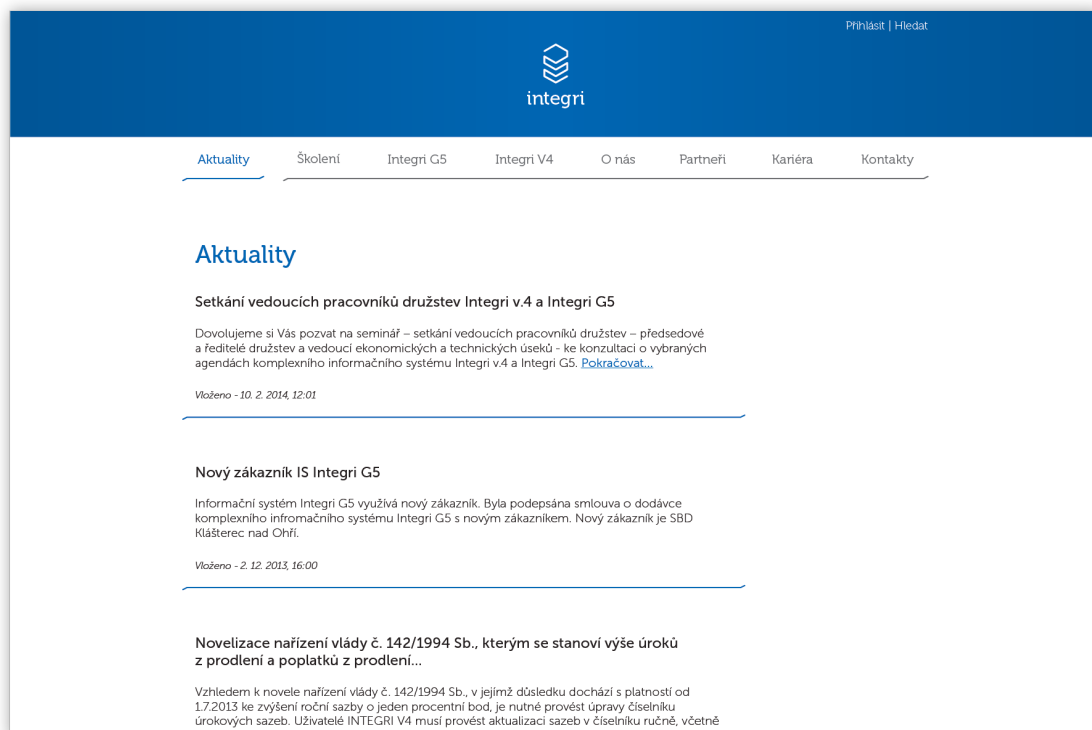 Přihlásit | Hledat
integri
Aktuality Školení Integri G5 Integri V4 O nás Partneři Kariéra Kontakty
Aktuality
Setkání vedoucích pracovníků družstev Integri v.4 a Integri G5
Dovolujeme si Vás pozvat na seminář – setkání vedoucích pracovníků družstev – předsedové
a ředitelé družstev a vedoucí ekonomických a technických úseků - ke konzultaci o vybraných
agendách komplexního informačního systému Integri v.4 a Integri G5. Pokračovat...
Vloženo - 10. 2. 2014, 12:01
Nový zákazník IS Integri G5
Informační systém Integri G5 využívá nový zákazník. Byla podepsána smlouva o dodávce
komplexního infromačního systému Integri G5 s novým zákazníkem. Nový zákazník je SBD
Klášterec nad Ohří.
Vloženo - 2. 12. 2013, 16:00
Novelizace nařízení vlády č. 142/1994 Sb., kterým se stanoví výše úroků
z prodlení a poplatků z prodlení...
Vzhledem k novele nařízení vlády č. 142/1994 Sb., v jejímž důsledku dochází s platností od
1.7.2013 ke zvýšení roční sazby o jeden procentní bod, je nutné provést úpravy číselníku
úrokových sazeb. Uživatelé INTEGRI V4 musí provést aktualizaci sazeb v číselníku ručně, včetně